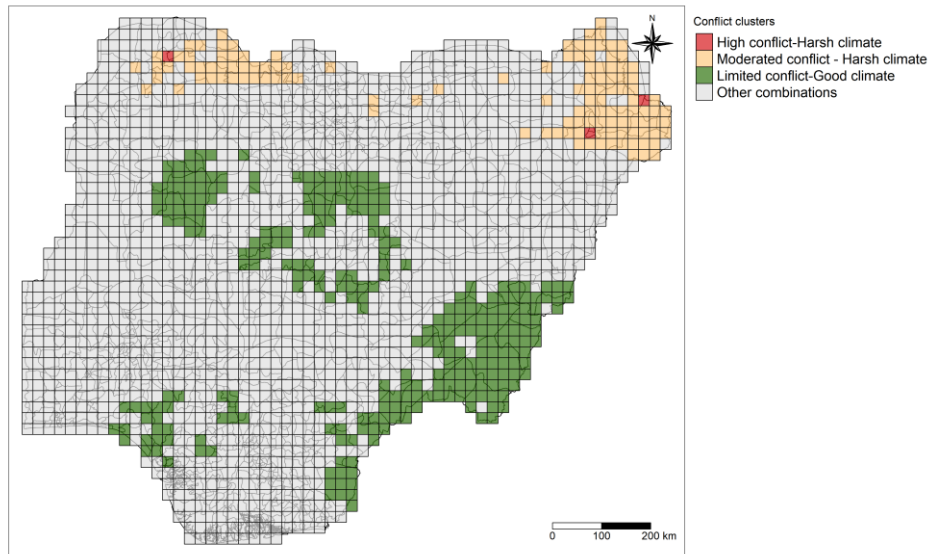 Conflict clusters
N
High conflict-Harsh climate
Moderated conflict - Harsh climate
Limited conflict-Good climate
Other combinations
0 100 200 km